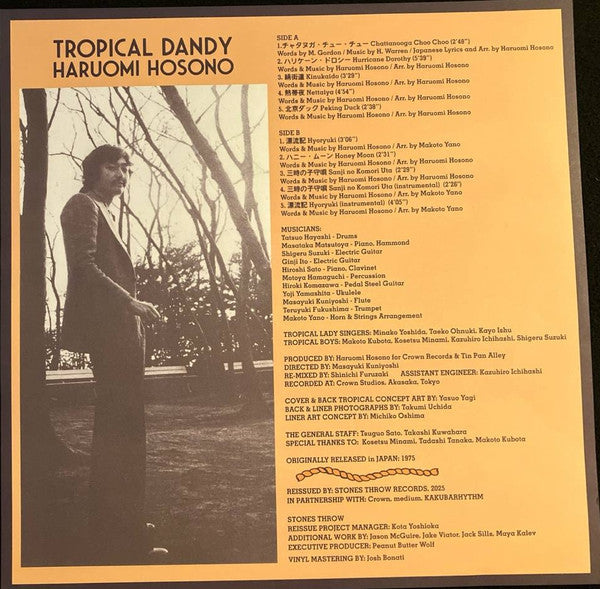 TROPICAL DANDY
HARUOMI HOSONO
SIDE A
1. チャタヌガ・チュー・チュー Chattanooga Choo Choo (2'48")
Words by M. Gordon / Music by H. Warren / Japanese Lyrics and Arr. by Haruomi Hosono
2. ハリケーン・ドロシー Hurricane Dorothy (5'39")
Words & Music by Haruomi Hosono / Arr. by Haruomi Hosono
3. 絹街道 Kinukaido (3'29")
Words & Music by Haruomi Hosono / Arr. by Haruomi Hosono
4. 熱帯夜 Nettaiya (4'54")
Words & Music by Haruomi Hosono / Arr. by Haruomi Hosono
5. 北京ダック Peking Duck (2'38")
Words & Music by Haruomi Hosono / Arr. by Haruomi Hosono
SIDE B
1. 漂流記 Hyoryuki (3'06")
Words & Music by Haruomi Hosono / Arr. by Makoto Yano
2. ハニー・ムーン Honey Moon (2'31")
Words & Music by Haruomi Hosono / Arr. by Haruomi Hosono
3. 三時の子守唄 Sanji no Komori Uta (2'29")
Words & Music by Haruomi Hosono / Arr. by Haruomi Hosono
4. 三時の子守唄 Sanji no Komori Uta (instrumental) (2'26")
Words & Music by Haruomi Hosono / Arr. by Haruomi Hosono
5. 漂流記 Hyoryuki (instrumental) (4'05")
Words & Music by Haruomi Hosono / Arr. by Makoto Yano
MUSICIANS:
Tatsuo Hayashi - Drums
Masataka Matsutoya - Piano, Hammond
Shigeru Suzuki - Electric Guitar
Ginji Ito - Electric Guitar
Hiroshi Sato - Piano, Clavinet
Motoya Hamaguchi - Percussion
Hiroki Komazawa - Pedal Steel Guitar
Yoji Yamashita - Ukulele
Masayuki Kuniyoshi - Flute
Teruyuki Fukushima - Trumpet
Makoto Yano - Horn & Strings Arrangement
TROPICAL LADY SINGERS: Minako Yoshida, Taeko Ohnuki, Kayo Ishu
TROPICAL BOYS: Makoto Kubota, Kosetsu Minami, Kazuhiro Ichihashi, Shigeru Suzuki
PRODUCED BY: Haruomi Hosono for Crown Records & Tin Pan Alley
DIRECTED BY: Masayuki Kuniyoshi
RE-MIXED BY: Shinichi Furuzaki ASSISTANT ENGINEER: Kazuhiro Ichihashi
RECORDED AT: Crown Studios, Akasaka, Tokyo
COVER & BACK TROPICAL CONCEPT ART BY: Yasuo Yagi
BACK & LINER PHOTOGRAPHS BY: Takumi Uchida
LINER ART CONCEPT BY: Michiko Oshima
THE GENERAL STAFF: Tsuguo Sato, Takashi Kuwahara
SPECIAL THANKS TO: Kosetsu Minami, Tadashi Tanaka, Makoto Kubota
ORIGINALLY RELEASED in JAPAN: 1975
REISSUED BY: STONES THROW RECORDS, 2025
IN PARTNERSHIP WITH: Crown, medium, KAKUBARHYTHM
STONES THROW
REISSUE PROJECT MANAGER: Kota Yoshioka
ADDITIONAL WORK BY: Jason McGuire, Jake Viator, Jack Sills, Maya Kalev
EXECUTIVE PRODUCER: Peanut Butter Wolf
VINYL MASTERING BY: Josh Bonati